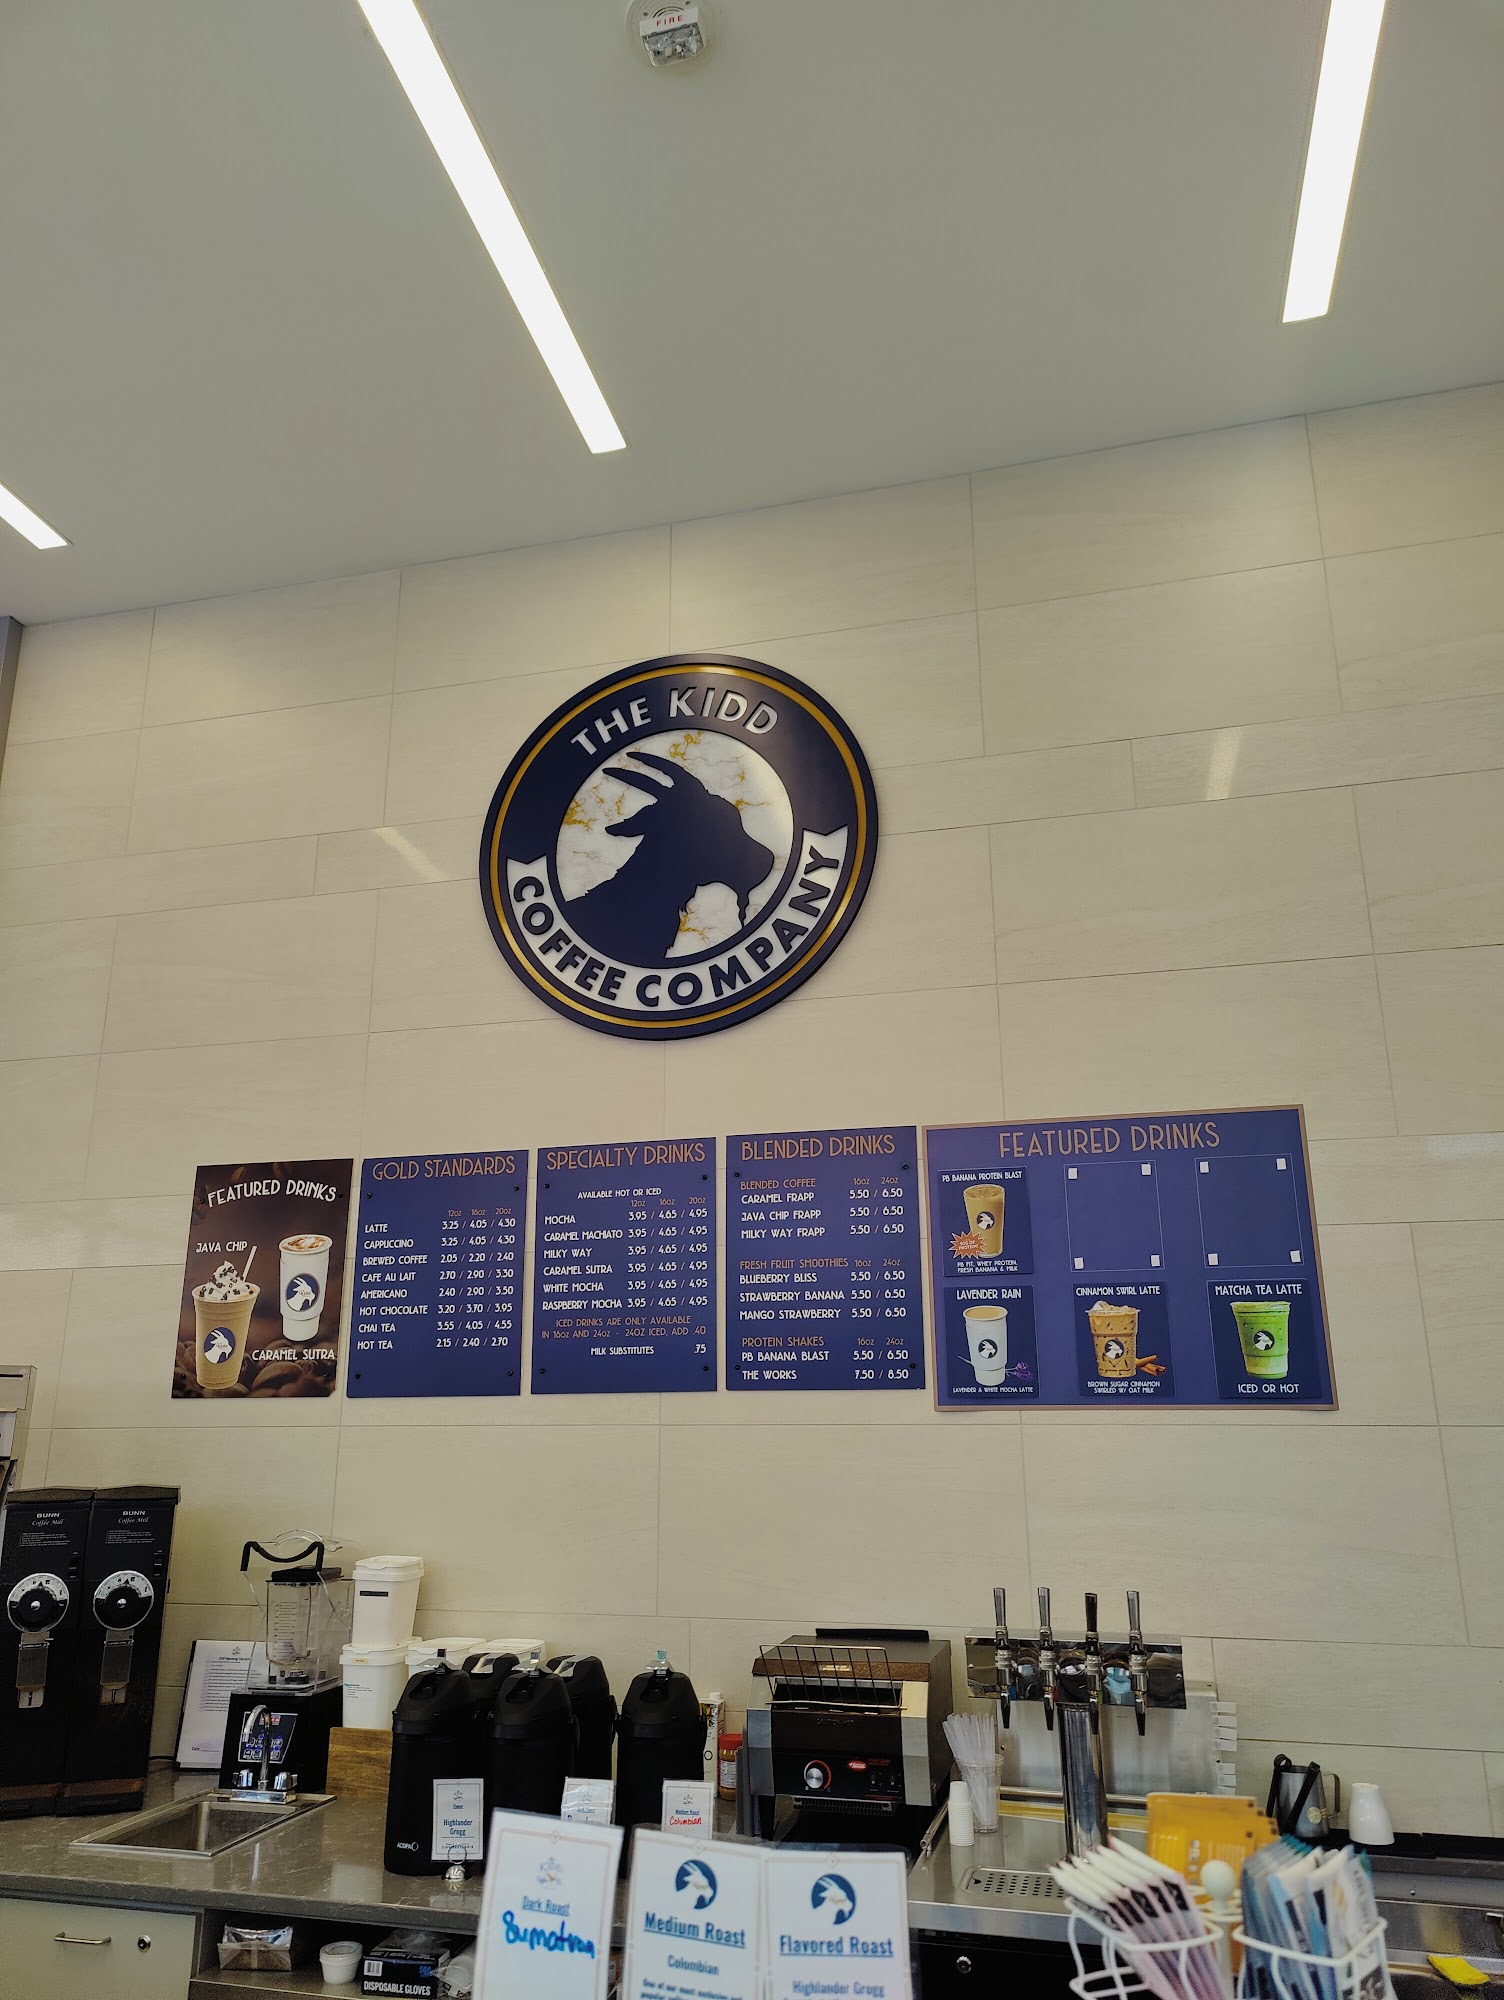 FIRE
THE KIDD
COFFEE COMPANY
FEATURED DRINKS
JAVA CHIP
CARAMEL SUTRA
GOLD STANDARDS
12oz 16oz 20oz
LATTE 3.25 / 4.05 / 4.30
CAPPUCCINO 3.25 / 4.05 / 4.30
BREWED COFFEE 2.05 / 2.20 / 2.40
CAFE AU LAIT 2.70 / 2.90 / 3.30
AMERICANO 2.40 / 2.90 / 3.50
HOT CHOCOLATE 3.20 / 3.70 / 3.95
CHAI TEA 3.55 / 4.05 / 4.55
HOT TEA 2.15 / 2.40 / 2.70
SPECIALTY DRINKS
AVAILABLE HOT OR ICED
12oz 16oz 20oz
MOCHA 3.95 / 4.65 / 4.95
CARAMEL MACHIATO 3.95 / 4.65 / 4.95
MILKY WAY 3.95 / 4.65 / 4.95
CARAMEL SUTRA 3.95 / 4.65 / 4.95
WHITE MOCHA 3.95 / 4.65 / 4.95
RASPBERRY MOCHA 3.95 / 4.65 / 4.95
ICED DRINKS ARE ONLY AVAILABLE
IN 16oz AND 24oz - 24OZ ICED, ADD .40
MILK SUBSTITUTES .75
BLENDED DRINKS
BLENDED COFFEE 16oz 24oz
CARAMEL FRAPP 5.50 / 6.50
JAVA CHIP FRAPP 5.50 / 6.50
MILKY WAY FRAPP 5.50 / 6.50
FRESH FRUIT SMOOTHIES 16oz 24oz
BLUEBERRY BLISS 5.50 / 6.50
STRAWBERRY BANANA 5.50 / 6.50
MANGO STRAWBERRY 5.50 / 6.50
PROTEIN SHAKES 16oz 24oz
PB BANANA BLAST 5.50 / 6.50
THE WORKS 7.50 / 8.50
FEATURED DRINKS
PB BANANA PROTEIN BLAST
PB FIT, WHEY PROTEIN,
FRESH BANANA & MILK
LAVENDER RAIN
LAVENDER & WHITE MOCHA LATTE
CINNAMON SWIRL LATTE
BROWN SUGAR CINNAMON
SWIRLED W/ OAT MILK
MATCHA TEA LATTE
ICED OR HOT
BUNN
Coffee Mill
BUNN
Coffee Mill
Highlander
Grogg
Medium Roast
Columbian
Dark Roast
Sumatran
Medium Roast
Colombian
One of our most
Flavored Roast
Highlander Grogg
DISPOSABLE GLOVES